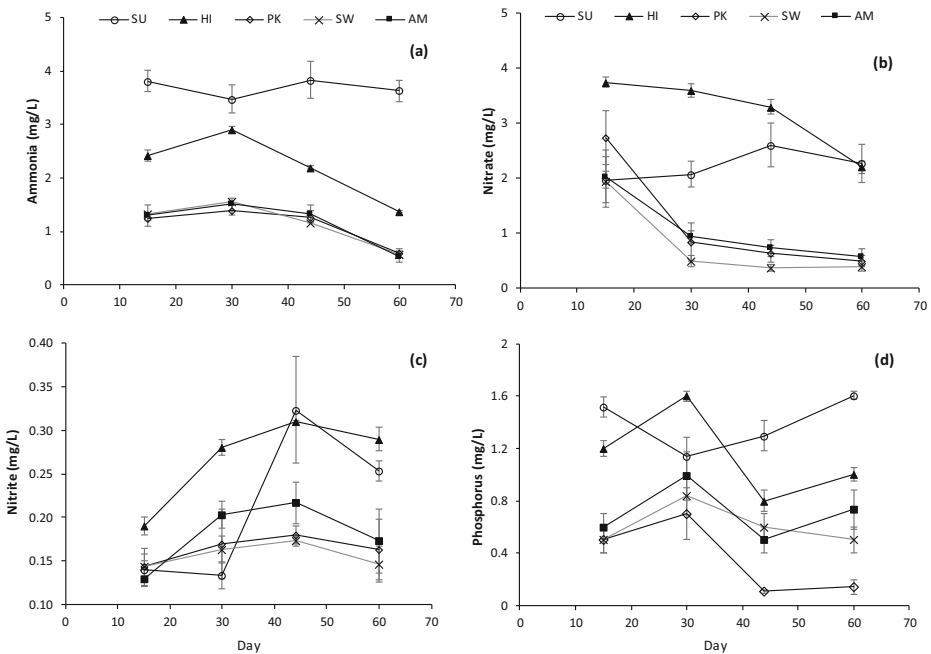 SU HI PK SW AM
(a)
Ammonia (mg/L)
5
4
3
2
1
0
0 10 20 30 40 50 60 70
SU HI PK SW AM
(b)
Nitrate (mg/L)
5
4
3
2
1
0
0 10 20 30 40 50 60 70
(c)
Nitrite (mg/L)
0.40
0.35
0.30
0.25
0.20
0.15
0.10
0 10 20 30 40 50 60 70
Day
(d)
Phosphorus (mg/L)
2
1.6
1.2
0.8
0.4
0
0 10 20 30 40 50 60 70
Day